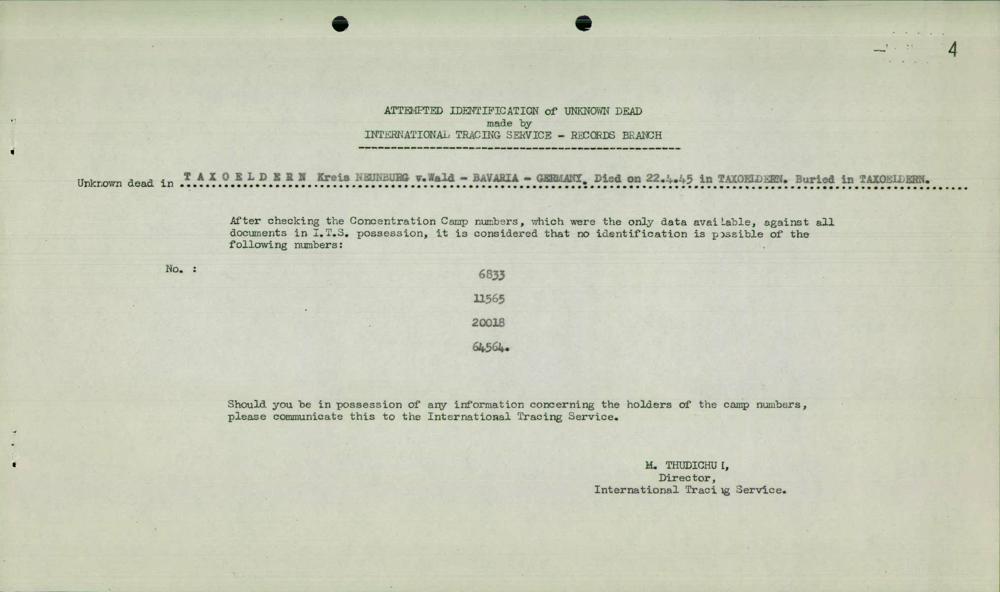 4
ATTEMPTED IDENTIFICATION of UNKNOWN DEAD
made by
INTERNATIONAL TRACING SERVICE - RECORDS BRANCH
Unknown dead in T A X O E L D E R N Kreis NEUNBURG v.Wald - BAVARIA - GERMANY. Died on 22.4.45 in TAXOELDERN. Buried in TAXOELDERN.
After checking the Concentration Camp numbers, which were the only data available, against all
documents in I.T.S. possession, it is considered that no identification is possible of the
following numbers:
No. :
6833
11565
20018
64564.
Should you be in possession of any information concerning the holders of the camp numbers,
please communicate this to the International Tracing Service.
M. THUDICHUM,
Director,
International Tracing Service.